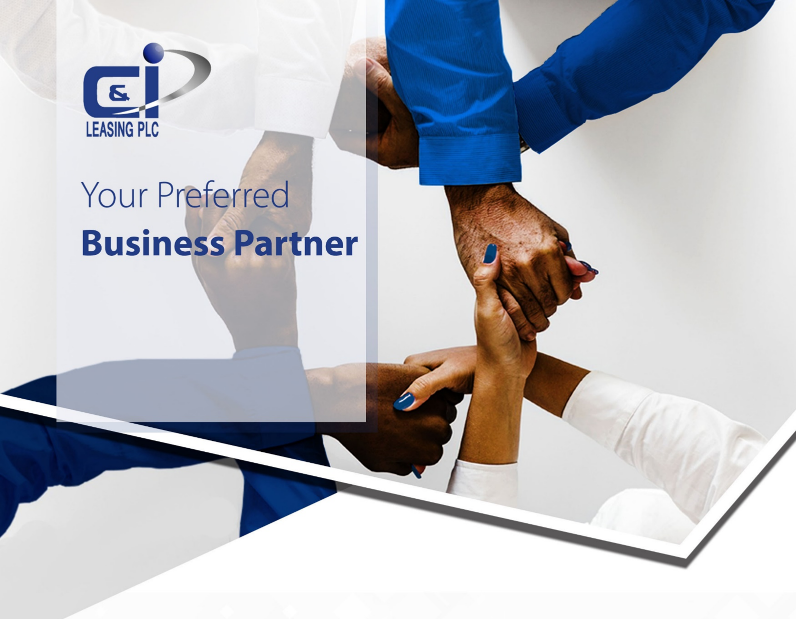 C&I
LEASING PLC
Your Preferred
Business Partner